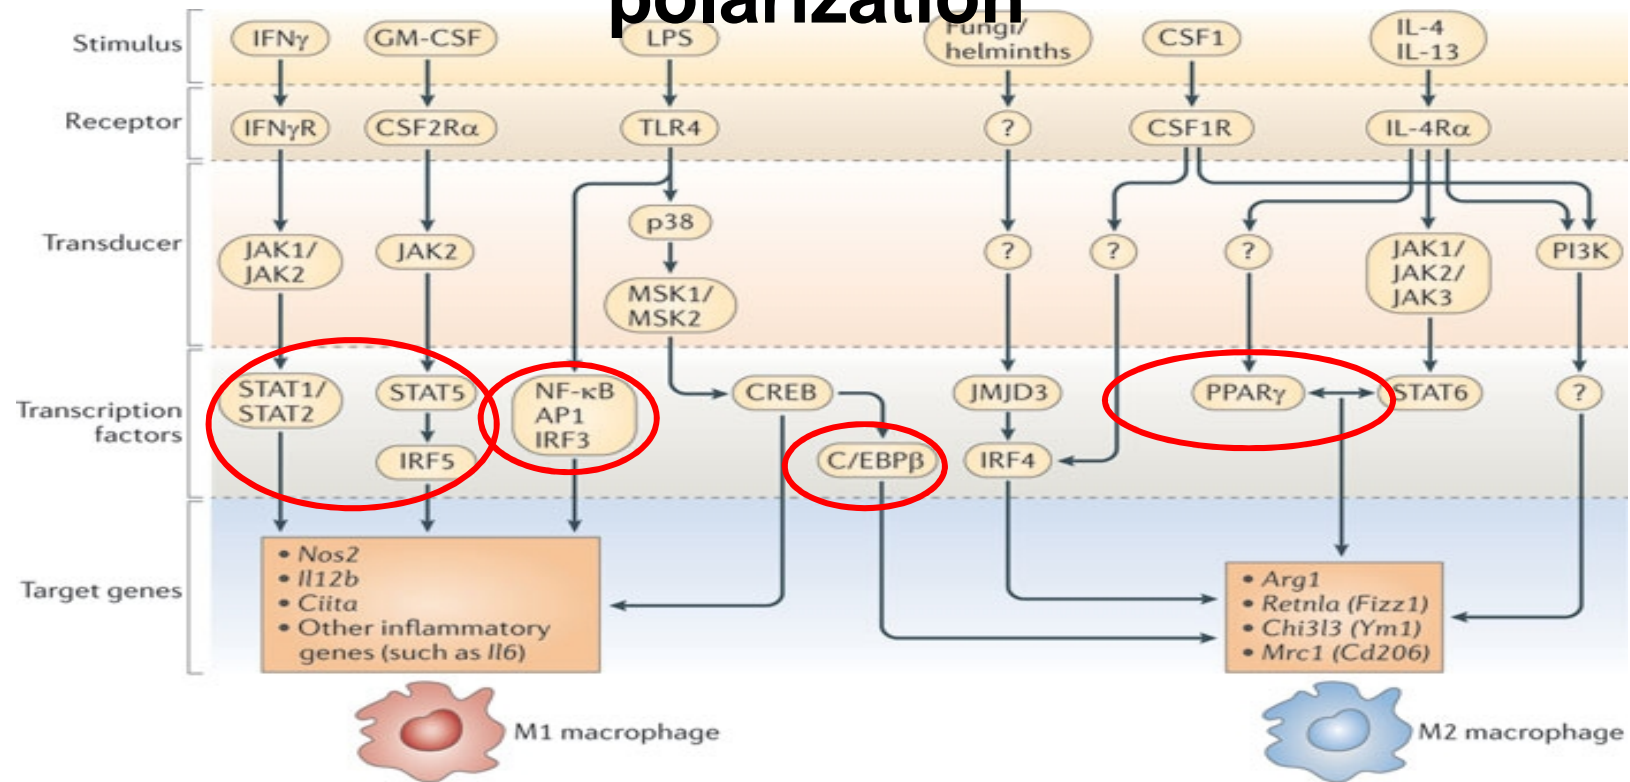 polarization
Stimulus
IFNγ
GM-CSF
LPS
Fungi/
helminths
CSF1
IL-4
IL-13
Receptor
IFNγR
CSF2Rα
TLR4
?
CSF1R
IL-4Rα
Transducer
JAK1/
JAK2
JAK2
p38
MSK1/
MSK2
?
?
?
JAK1/
JAK2/
JAK3
PI3K
Transcription
factors
STAT1/
STAT2
STAT5
IRF5
NF-κB
AP1
IRF3
CREB
C/EBPβ
JMJD3
IRF4
PPARγ
STAT6
?
Target genes
• Nos2
• Il12b
• Ciita
• Other inflammatory
genes (such as Il6)
• Arg1
• Retnla (Fizz1)
• Chi3l3 (Ym1)
• Mrc1 (Cd206)
M1 macrophage
M2 macrophage